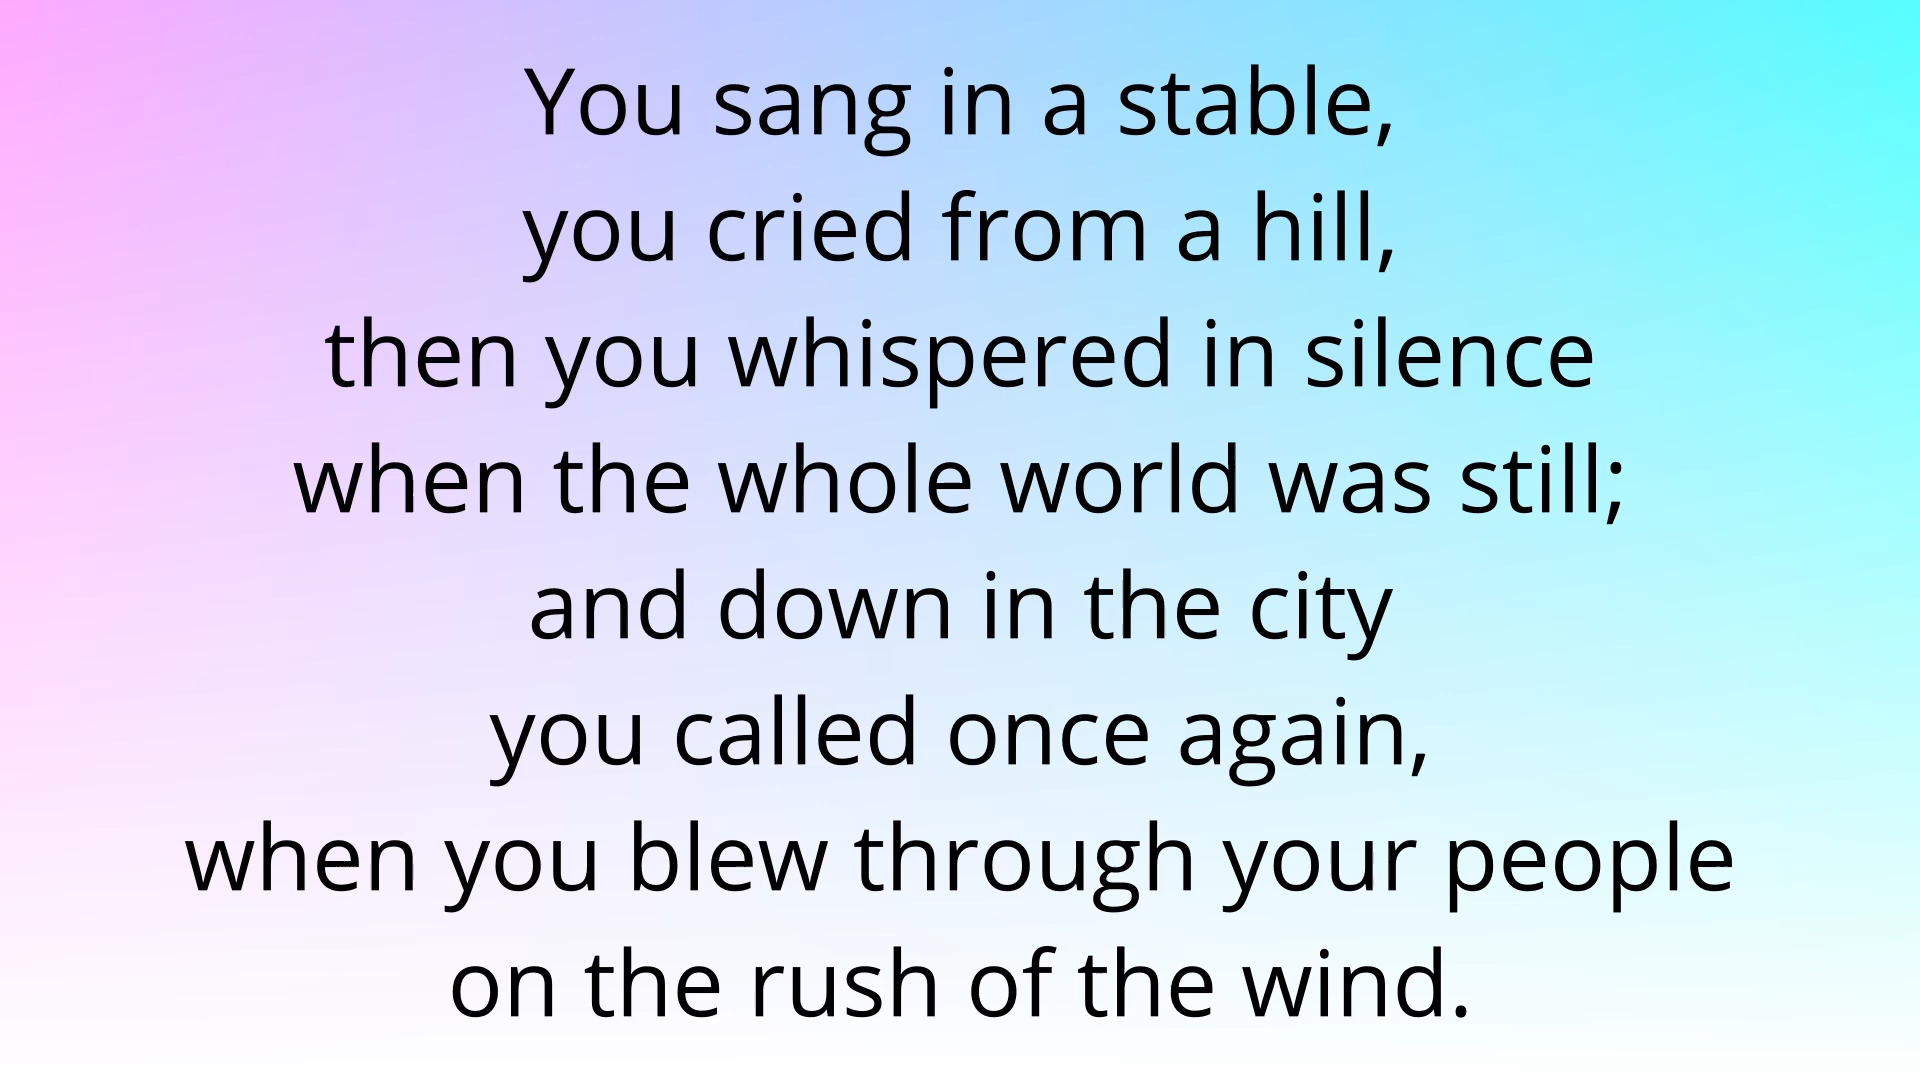 You sang in a stable,
you cried from a hill,
then you whispered in silence
when the whole world was still;
and down in the city
you called once again,
when you blew through your people
on the rush of the wind.